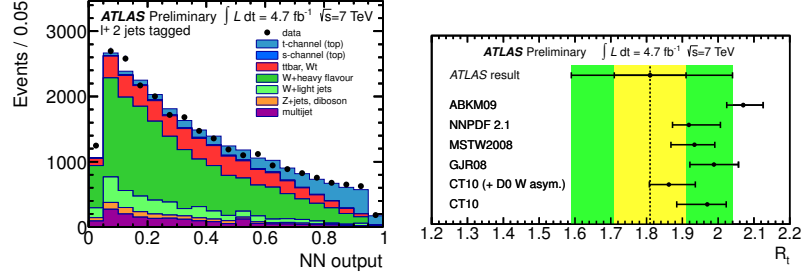 ATLAS Preliminary ∫ L dt = 4.7 fb⁻¹ √s=7 TeV
l+ 2 jets tagged
data
t-channel (top)
s-channel, Wt (top)
ttbar, Wt
W+heavy flavour
W+light jets
Z+jets, diboson
multijet
Events / 0.05
3000
2000
1000
0
0 0.2 0.4 0.6 0.8 1
NN output
ATLAS Preliminary ∫ L dt = 4.7 fb⁻¹ √s=7 TeV
ATLAS result
ABKM09
NNPDF 2.1
MSTW2008
GJR08
CT10 (+ D0 W asym.)
CT10
1.2 1.3 1.4 1.5 1.6 1.7 1.8 1.9 2 2.1 2.2
R_t